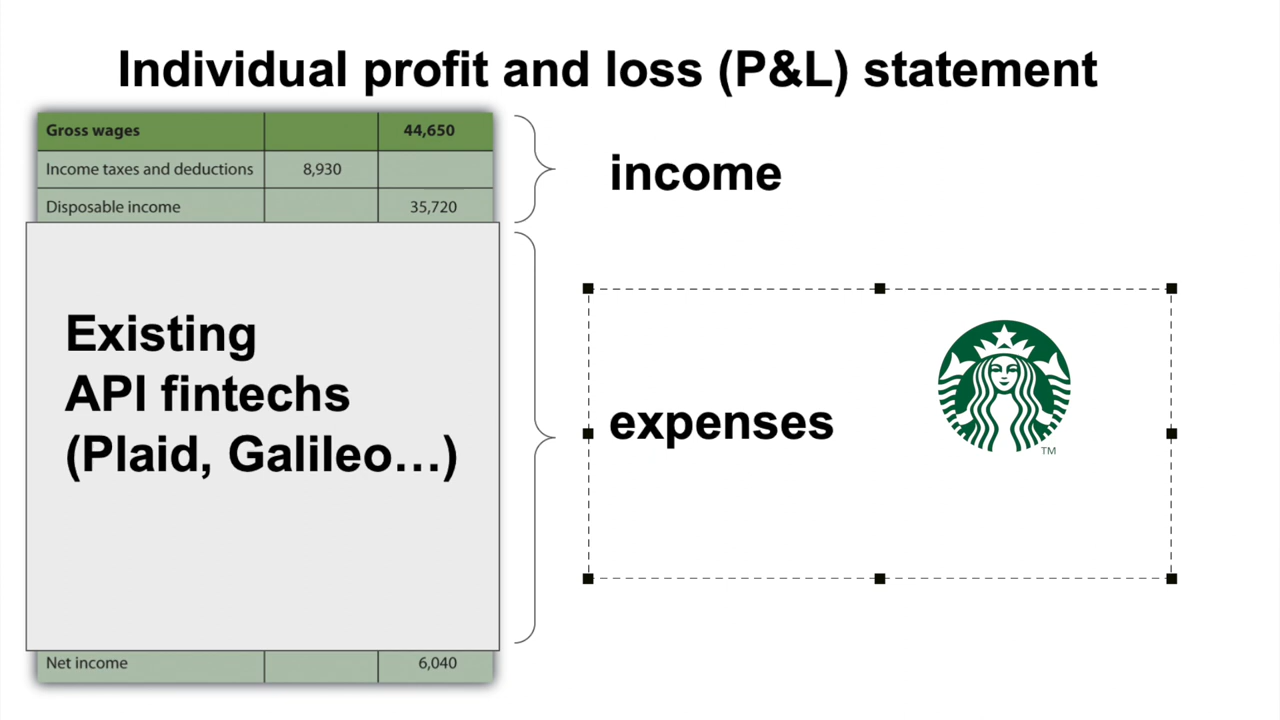 Individual profit and loss (P&L) statement
Gross wages 44,650
Income taxes and deductions 8,930
Disposable income 35,720
income
Existing
API fintechs
(Plaid, Galileo…)
expenses
TM
Net income 6,040